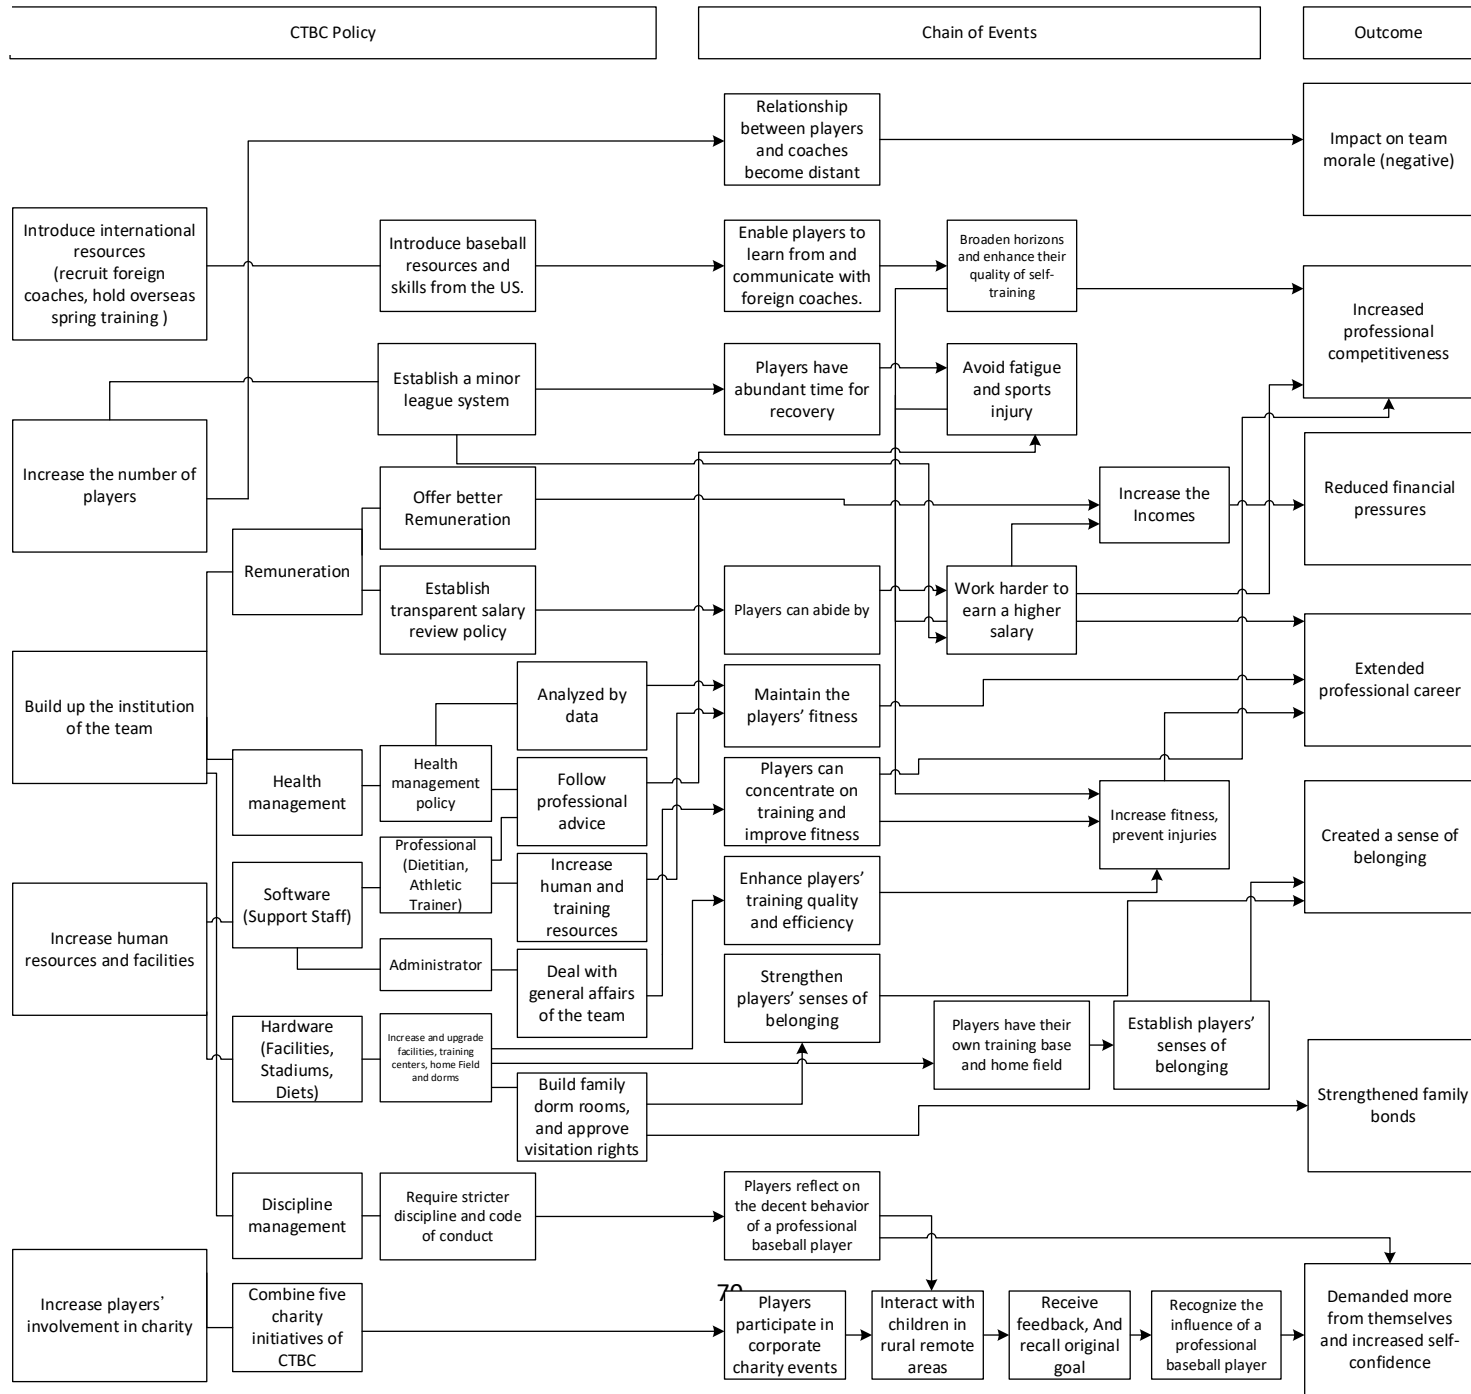 CTBC Policy
Chain of Events
Outcome
Relationship
between players
and coaches
become distant
Impact on team
morale (negative)
Introduce international
resources
(recruit foreign
coaches, hold overseas
spring training )
Introduce baseball
resources and
skills from the US.
Enable players to
learn from and
communicate with
foreign coaches.
Broaden horizons
and enhance their
quality of self-
training
Increased
professional
competitiveness
Establish a minor
league system
Players have
abundant time for
recovery
Avoid fatigue
and sports
injury
Increase the number of
players
Offer better
Remuneration
Increase the
Incomes
Reduced financial
pressures
Remuneration
Establish
transparent salary
review policy
Players can abide by
Work harder to
earn a higher
salary
Build up the institution
of the team
Analyzed by
data
Maintain the
players’ fitness
Extended
professional career
Health
management
Health
management
policy
Follow
professional
advice
Players can
concentrate on
training and
improve fitness
Increase fitness,
prevent injuries
Created a sense of
belonging
Software
(Support Staff)
Professional
(Dietitian,
Athletic
Trainer)
Increase
human and
training
resources
Enhance players’
training quality
and efficiency
Increase human
resources and facilities
Administrator
Deal with
general affairs
of the team
Strengthen
players’ senses of
belonging
Hardware
(Facilities,
Stadiums,
Diets)
Increase and upgrade
facilities, training
centers, home Field
and dorms
Players have their
own training base
and home field
Establish players’
senses of
belonging
Build family
dorm rooms,
and approve
visitation rights
Strengthened family
bonds
Discipline
management
Require stricter
discipline and code
of conduct
Players reflect on
the decent behavior
of a professional
baseball player
Increase players’
involvement in charity
Combine five
charity
initiatives of
CTBC
Players
participate in
corporate
charity events
Interact with
children in
rural remote
areas
Receive
feedback, And
recall original
goal
Recognize the
influence of a
professional
baseball player
Demanded more
from themselves
and increased self-
confidence